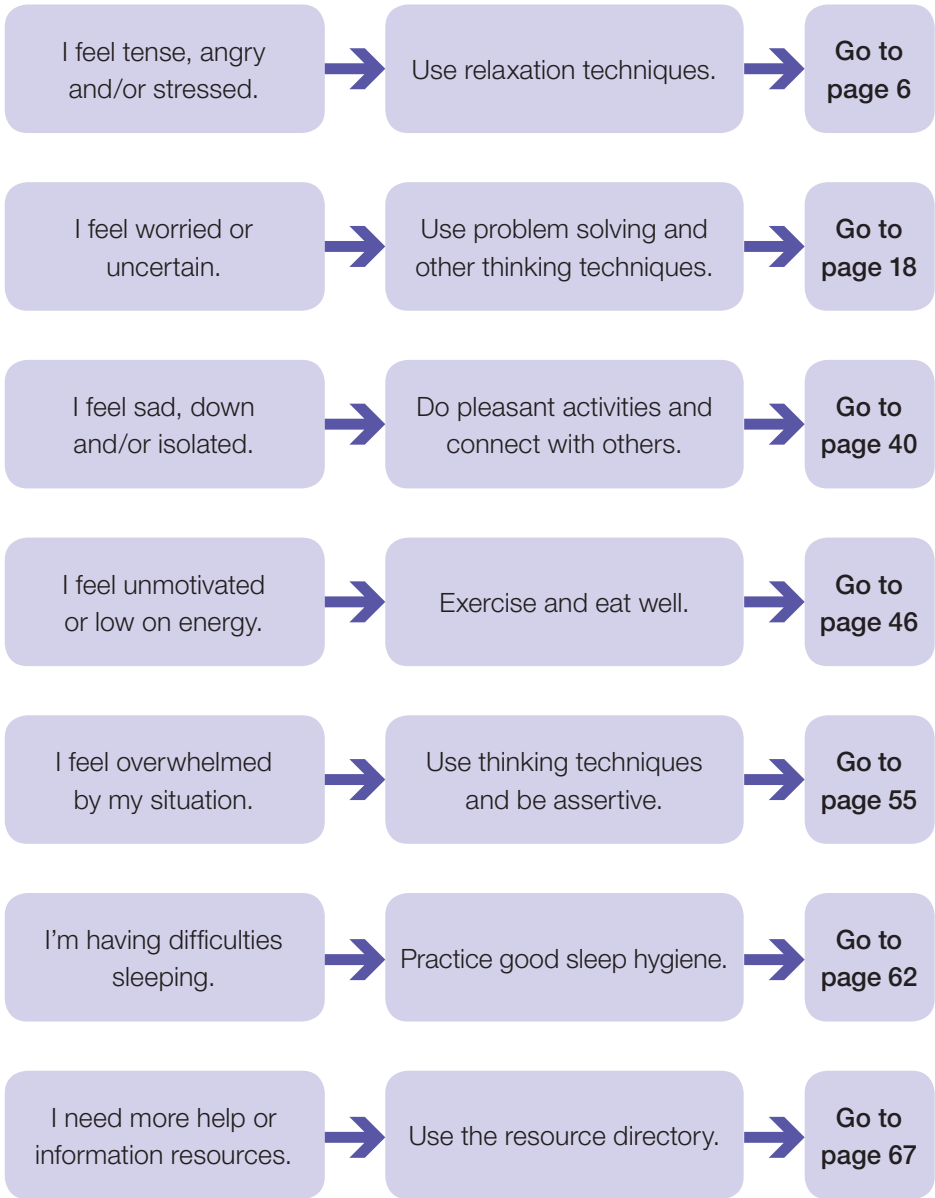 I feel tense, angry
and/or stressed.
Use relaxation techniques.
Go to
page 6
I feel worried or
uncertain.
Use problem solving and
other thinking techniques.
Go to
page 18
I feel sad, down
and/or isolated.
Do pleasant activities and
connect with others.
Go to
page 40
I feel unmotivated
or low on energy.
Exercise and eat well.
Go to
page 46
I feel overwhelmed
by my situation.
Use thinking techniques
and be assertive.
Go to
page 55
I’m having difficulties
sleeping.
Practice good sleep hygiene.
Go to
page 62
I need more help or
information resources.
Use the resource directory.
Go to
page 67